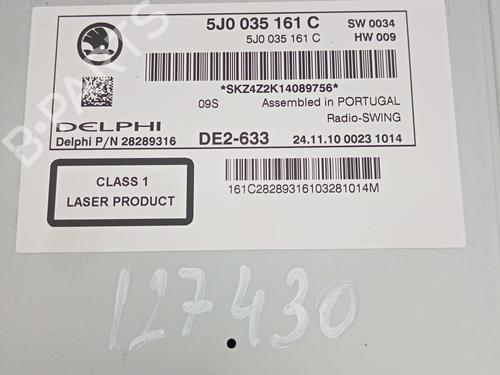 5J0 035 161 C SW 0034
5J0 035 161 C HW 009
*SKZ4Z2K14089756*
09S Assembled in PORTUGAL
Radio-SWING
DELPHI
Delphi P/N 28289316 DE2-633 24.11.10 0023 1014
CLASS 1
LASER PRODUCT
161C28289316103281014M
127430
B-PARTS